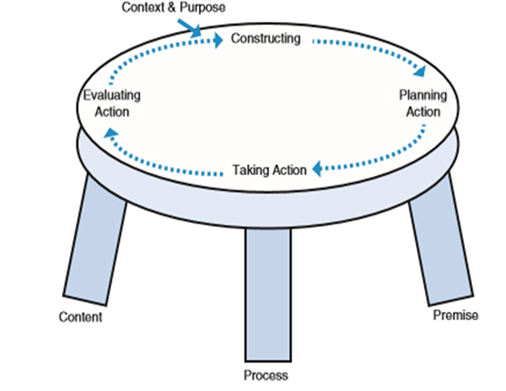 Context & Purpose
Constructing
Evaluating
Action
Planning
Action
Taking Action
Content
Process
Premise